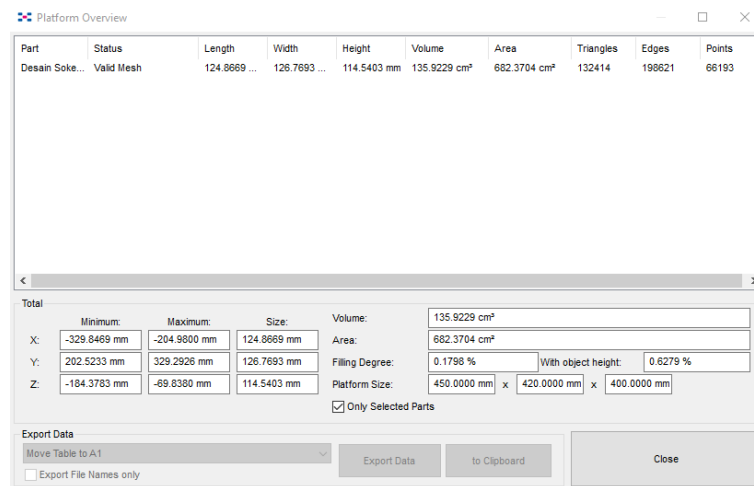 Platform Overview
Part Status Length Width Height Volume Area Triangles Edges Points
Desain Soke... Valid Mesh 124.8669 ... 126.7693 ... 114.5403 mm 135.9229 cm³ 682.3704 cm² 132414 198621 66193
Total
Minimum: Maximum: Size: Volume: 135.9229 cm³
X: -329.8469 mm -204.9800 mm 124.8669 mm Area: 682.3704 cm²
Y: 202.5233 mm 329.2926 mm 126.7693 mm Filling Degree: 0.1798 % With object height: 0.6279 %
Z: -184.3783 mm -69.8380 mm 114.5403 mm Platform Size: 450.0000 mm x 420.0000 mm x 400.0000 mm
Only Selected Parts
Export Data
Move Table to A1 Export Data to Clipboard Close
Export File Names only